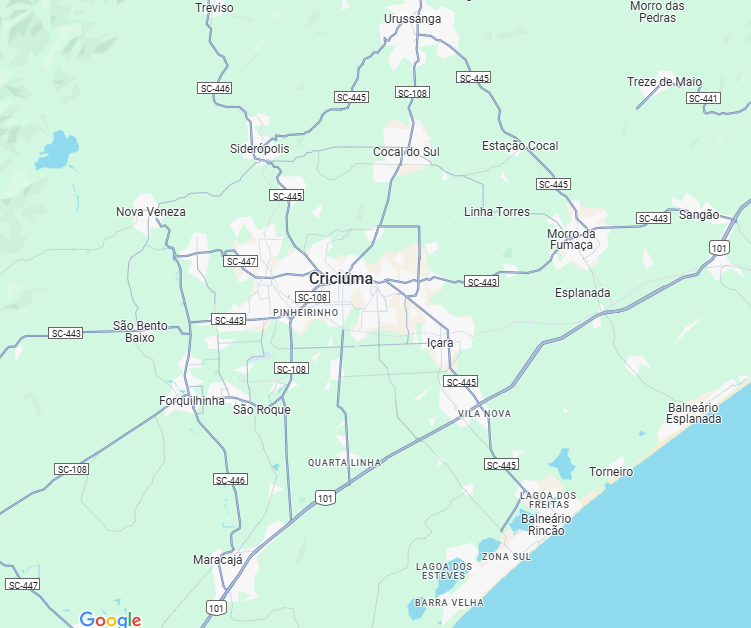 Treviso
Urussanga
Morro das
Pedras
SC-446
SC-445
SC-108
SC-445
Treze de Maio
SC-441
Siderópolis
Cocal do Sul
Estação Cocal
SC-445
SC-445
Nova Veneza
Linha Torres
SC-443
Sangão
Morro da
Fumaça
101
SC-447
Criciúma
SC-443
SC-108
Esplanada
PINHEIRINHO
SC-443
São Bento
Baixo
SC-443
Içara
SC-108
SC-445
Forquilhinha
São Roque
VILA NOVA
Balneário
Esplanada
SC-108
QUARTA LINHA
SC-445
Torneiro
SC-446
101
LAGOA DOS
FREITAS
Balneário
Rincão
Maracajá
ZONA SUL
LAGOA DOS
ESTEVES
SC-447
101
BARRA VELHA
Google